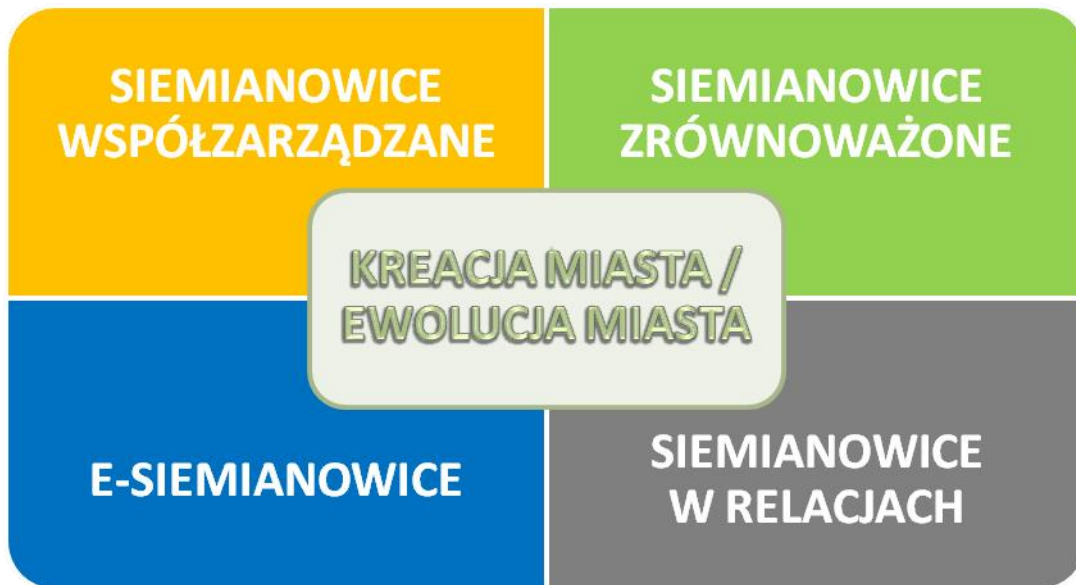 SIEMIANOWICE
WSPÓŁZARZĄDZANE
SIEMIANOWICE
ZRÓWNOWAŻONE
KREACJA MIASTA /
EWOLUCJA MIASTA
E-SIEMIANOWICE
SIEMIANOWICE
W RELACJACH